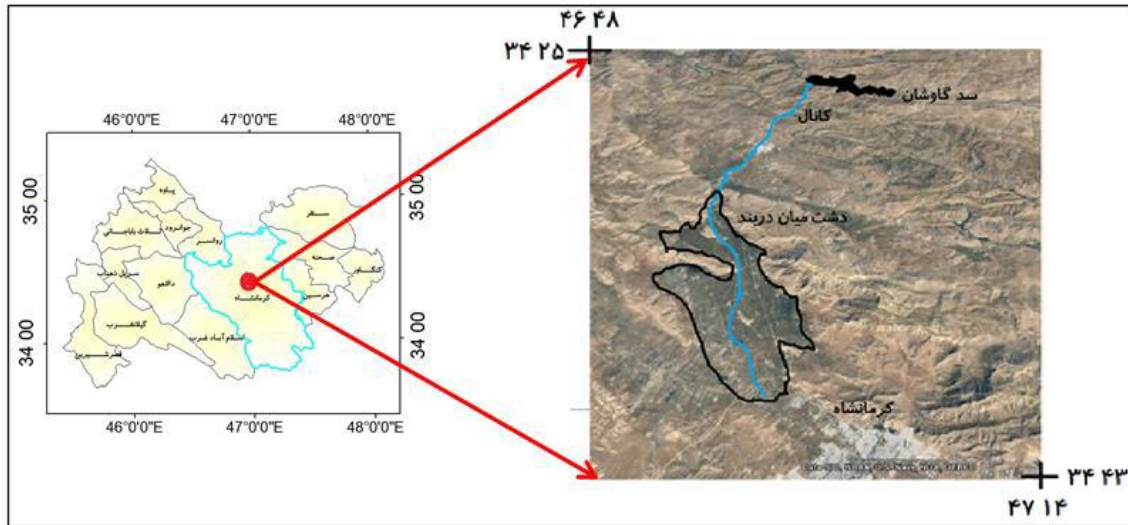 ۴۶ ۴۸
۳۴ ۲۵
سد گاوشان
کانال
دشت میان دربند
کرمانشاه
۳۴ ۴۳
۴۷ ۱۴
46°0'0"E 47°0'0"E 48°0'0"E
35 00
35 00
پاوه
جوانرود
ثلاث باباجانی
روانسر
سنقر
صحنه
کنگاور
سرپل ذهاب
دالاهو
کرمانشاه
هرسین
گیلانغرب
اسلام آباد غرب
قصرشیرین
34 00
34 00
46°0'0"E 47°0'0"E 48°0'0"E